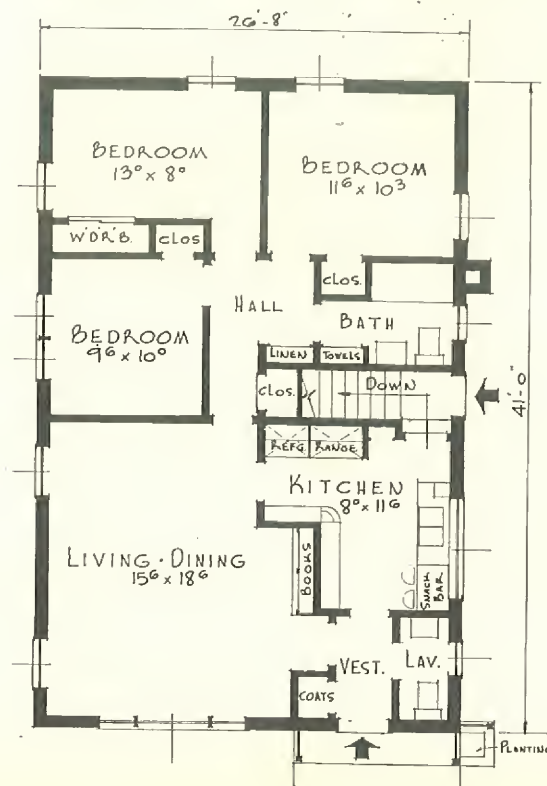 26'-8"
BEDROOM
13⁰ x 8⁰
BEDROOM
11⁶ x 10³
W'D'R'B.
CLOS
CLOS.
HALL
BATH
BEDROOM
9⁶ x 10⁰
LINEN
TOWELS
CLOS.
DOWN
41'-0"
REFG.
RANGE
KITCHEN
8⁰ x 11⁶
LIVING · DINING
15⁶ x 18⁶
BOOKS
SNACK
BAR
VEST.
LAV.
COATS
PLANTING